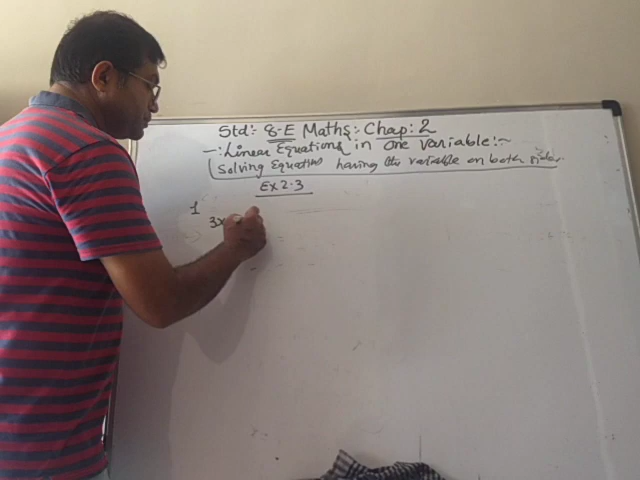 Std:- 8-E Maths:- Chap: 2
-: Linear Equations in One Variable:-
Solving Equations having the variable on both sides.
Ex 2.3
1
3x